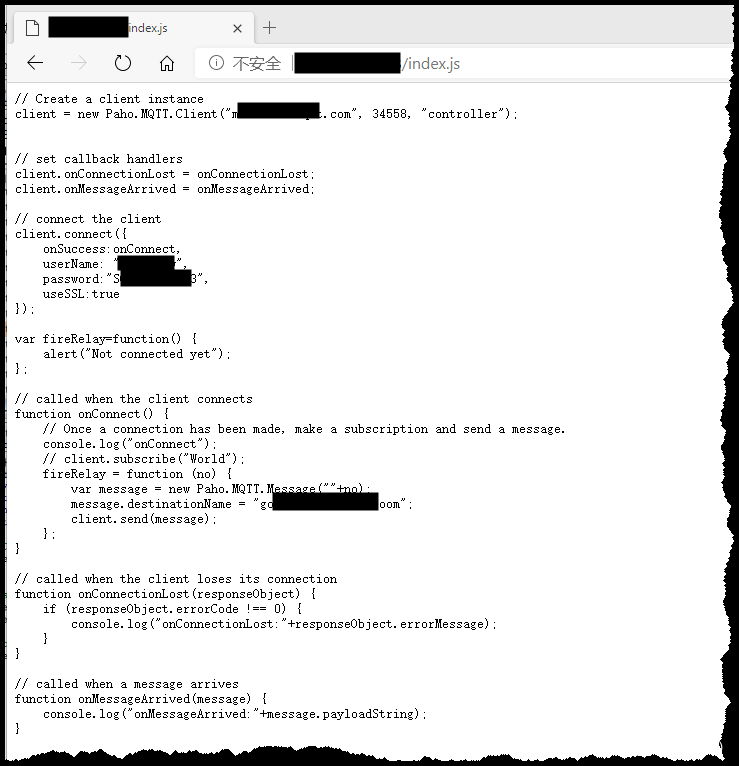 index.js
不安全 | /index.js
// Create a client instance
client = new Paho.MQTT.Client("m t.com", 34558, "controller");
// set callback handlers
client.onConnectionLost = onConnectionLost;
client.onMessageArrived = onMessageArrived;
// connect the client
client.connect({
    onSuccess:onConnect,
    userName: " ",
    password:"S 3",
    useSSL:true
});
var fireRelay=function() {
    alert("Not connected yet");
};
// called when the client connects
function onConnect() {
    // Once a connection has been made, make a subscription and send a message.
    console.log("onConnect");
    // client.subscribe("World");
    fireRelay = function (no) {
        var message = new Paho.MQTT.Message(""+no);
        message.destinationName = "go oom";
        client.send(message);
    };
}
// called when the client loses its connection
function onConnectionLost(responseObject) {
    if (responseObject.errorCode !== 0) {
        console.log("onConnectionLost:"+responseObject.errorMessage);
    }
}
// called when a message arrives
function onMessageArrived(message) {
    console.log("onMessageArrived:"+message.payloadString);
}